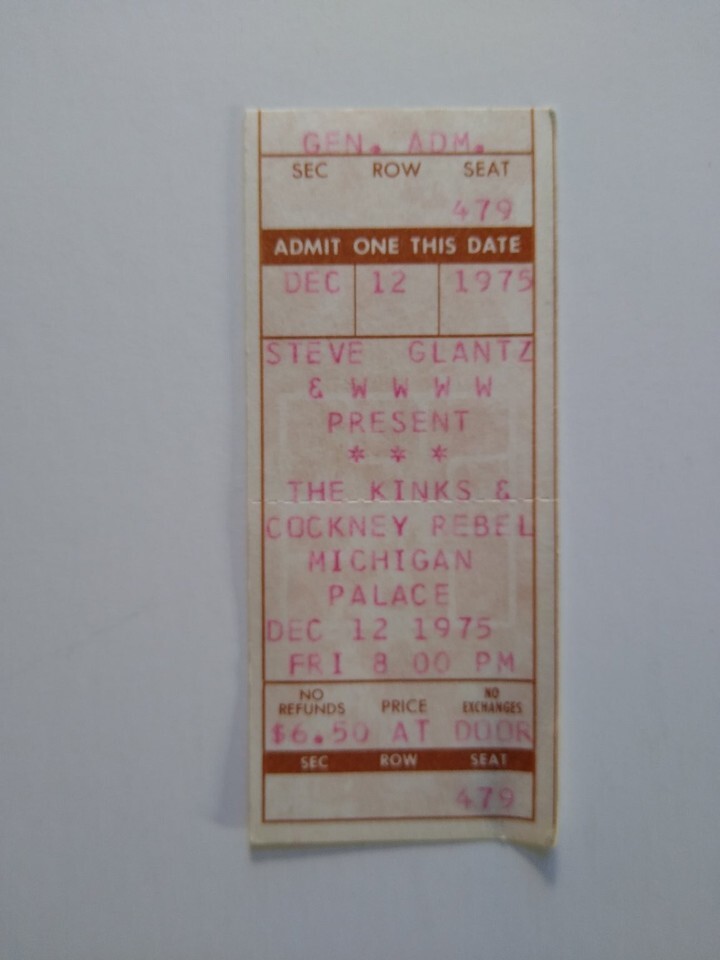 GEN. ADM.
SEC ROW SEAT
479
ADMIT ONE THIS DATE
DEC 12 1975
STEVE GLANTZ
& W W W W
PRESENT
* * *
THE KINKS &
COCKNEY REBEL
MICHIGAN
PALACE
DEC 12 1975
FRI 8 00 PM
NO REFUNDS PRICE NO EXCHANGES
$6.50 AT DOOR
SEC ROW SEAT
479